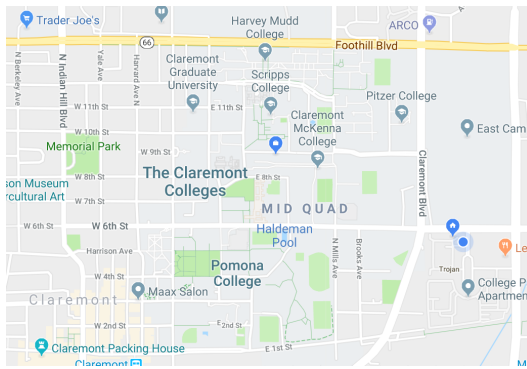 Trader Joe's
Harvey Mudd
College
ARCO
66
Foothill Blvd
N Berkeley Ave
N Indian Hill Blvd
Yale Ave
Harvard Ave N
Claremont
Graduate
University
Scripps
College
W 11th St
E 11th St
W 10th St
Pitzer College
Claremont
McKenna
College
East Cam
Memorial Park
W 9th St
The Claremont
Colleges
E 8th St
W 8th St
son Museum
rcultural Art
W 7th St
MID QUAD
Claremont Blvd
W 6th St
W 6th St
Haldeman
Pool
Harrison Ave
N Mills Ave
Brooks Ave
Le
Pomona
College
Trojan
W 4th St
College P
Apartmen
Maax Salon
Claremont
W 2nd St
E 2nd St
Claremont Packing House
E 1st St
Claremont
M